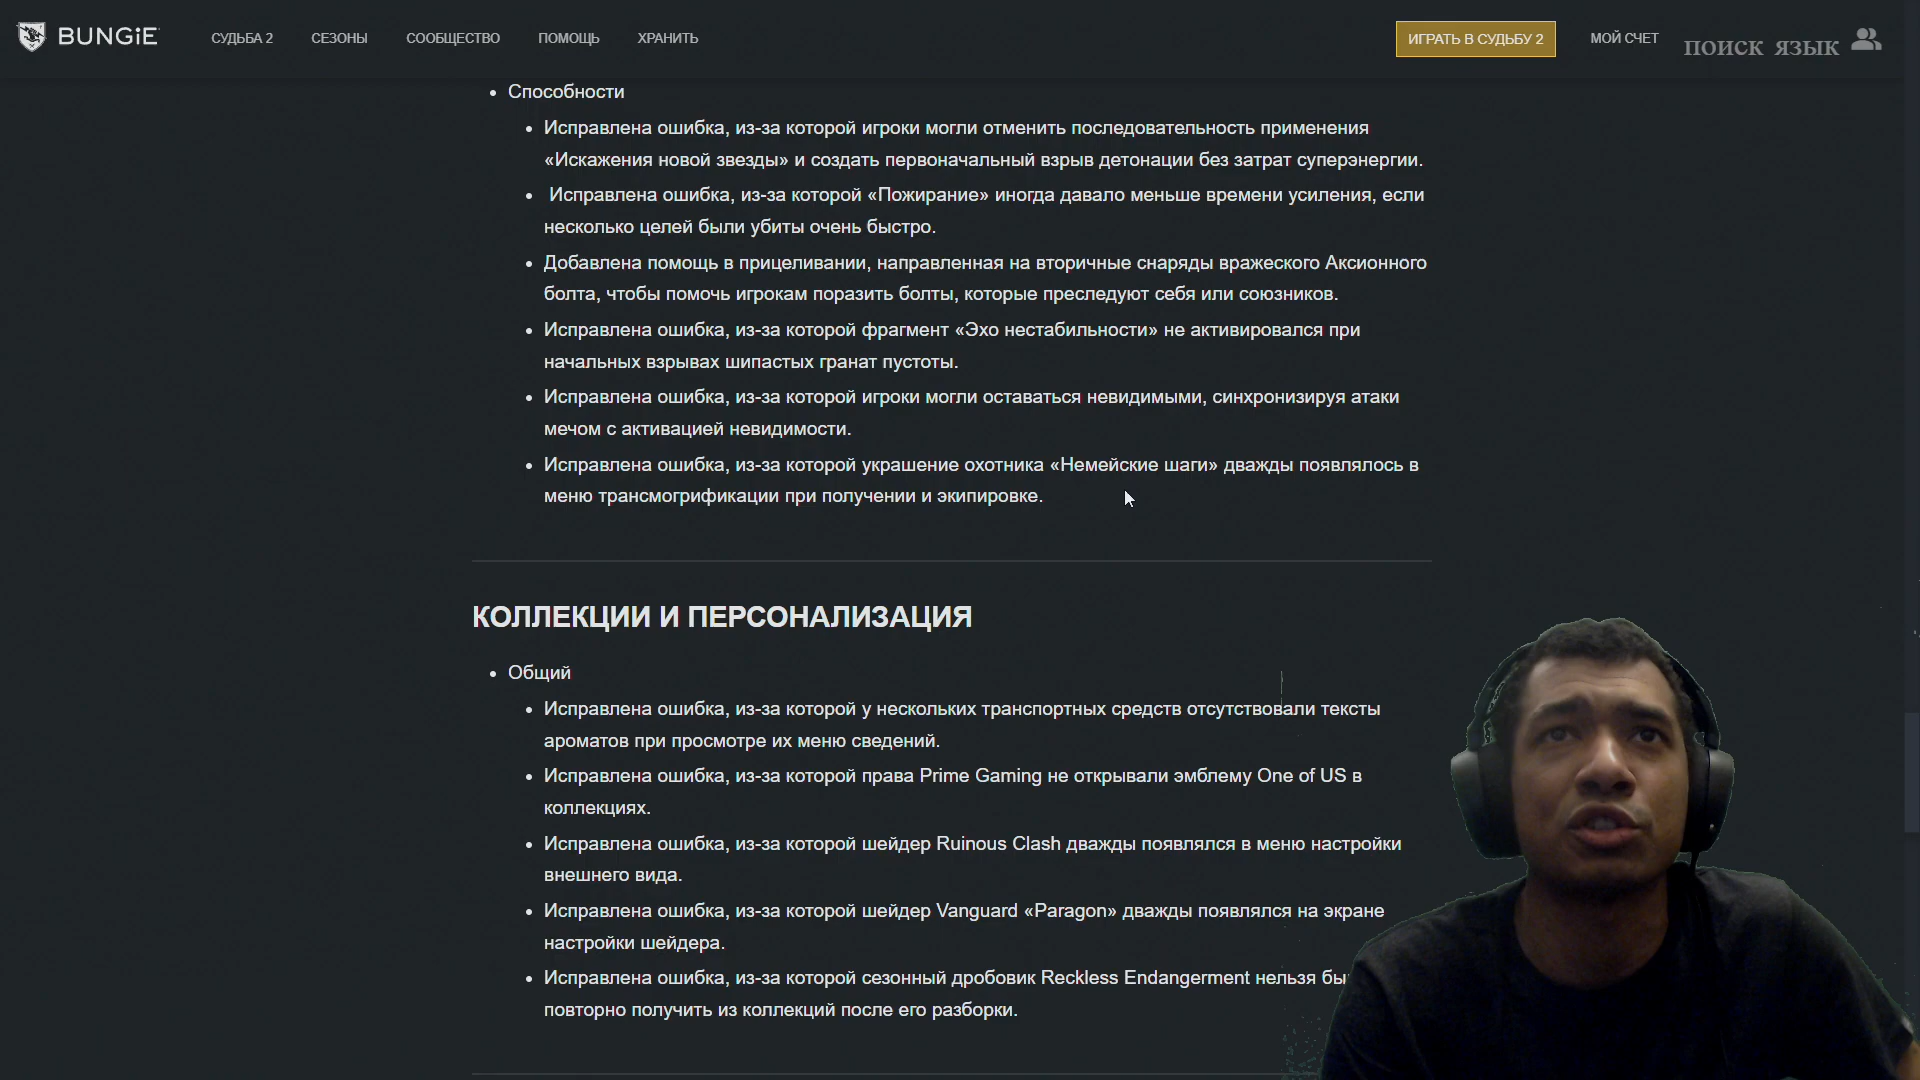 BUNGiE СУДЬБА 2 СЕЗОНЫ СООБЩЕСТВО ПОМОЩЬ ХРАНИТЬ ИГРАТЬ В СУДЬБУ 2 МОЙ СЧЕТ ПОИСК ЯЗЫК
Способности
Исправлена ошибка, из-за которой игроки могли отменить последовательность применения
«Искажения новой звезды» и создать первоначальный взрыв детонации без затрат суперэнергии.
Исправлена ошибка, из-за которой «Пожирание» иногда давало меньше времени усиления, если
несколько целей были убиты очень быстро.
Добавлена помощь в прицеливании, направленная на вторичные снаряды вражеского Аксионного
болта, чтобы помочь игрокам поразить болты, которые преследуют себя или союзников.
Исправлена ошибка, из-за которой фрагмент «Эхо нестабильности» не активировался при
начальных взрывах шипастых гранат пустоты.
Исправлена ошибка, из-за которой игроки могли оставаться невидимыми, синхронизируя атаки
мечом с активацией невидимости.
Исправлена ошибка, из-за которой украшение охотника «Немейские шаги» дважды появлялось в
меню трансмогрификации при получении и экипировке.
КОЛЛЕКЦИИ И ПЕРСОНАЛИЗАЦИЯ
Общий
Исправлена ошибка, из-за которой у нескольких транспортных средств отсутствовали тексты
ароматов при просмотре их меню сведений.
Исправлена ошибка, из-за которой права Prime Gaming не открывали эмблему One of US в
коллекциях.
Исправлена ошибка, из-за которой шейдер Ruinous Clash дважды появлялся в меню настройки
внешнего вида.
Исправлена ошибка, из-за которой шейдер Vanguard «Paragon» дважды появлялся на экране
настройки шейдера.
Исправлена ошибка, из-за которой сезонный дробовик Reckless Endangerment нельзя бы
повторно получить из коллекций после его разборки.